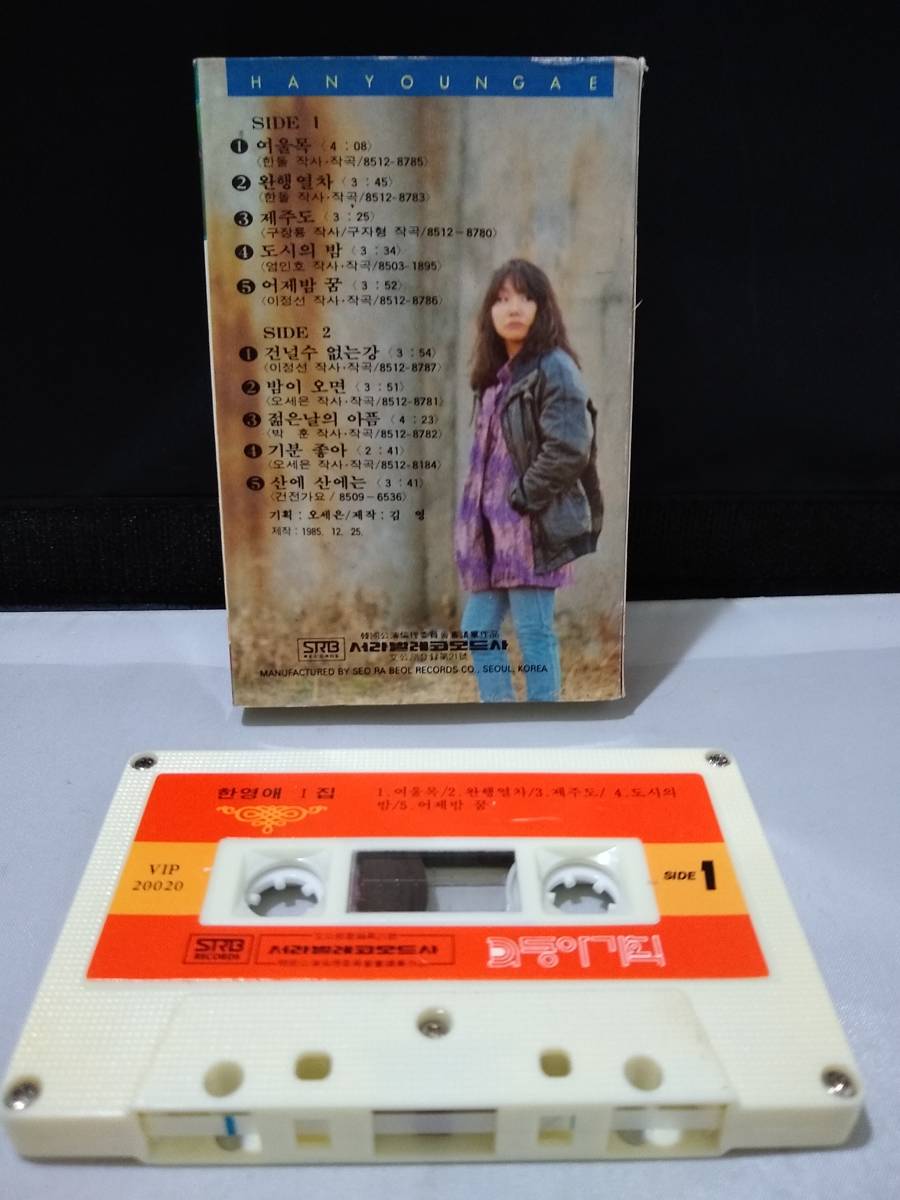 HANYOUNGAE
SIDE 1
❶ 여울목 〈4 : 08〉
〈한돌 작사·작곡/8512-8785〉
❷ 완행열차 〈3 : 45〉
〈한돌 작사·작곡/8512-8783〉
❸ 제주도 〈3 : 25〉
〈구장룡 작사/구자형 작곡/8512-8780〉
❹ 도시의 밤 〈3 : 34〉
〈엄인호 작사·작곡/8503-1895〉
❺ 어제밤 꿈 〈3 : 52〉
〈이정선 작사·작곡/8512-8786〉
SIDE 2
❶ 건널수 없는강 〈3 : 54〉
〈이정선 작사·작곡/8512-8787〉
❷ 밤이 오면 〈3 : 51〉
〈오세은 작사·작곡/8512-8781〉
❸ 젊은날의 아픔 〈4 : 23〉
〈박 훈 작사·작곡/8512-8782〉
❹ 기분 좋아 〈2 : 41〉
〈오세은 작사·작곡/8512-8184〉
❺ 산에 산에는 〈3 : 41〉
〈건전가요 / 8509-6536〉
기획 : 오세은/제작 : 김 영
제작 : 1985. 12. 25.
SRB RECORDS 서라벌레코오드사
MANUFACTURED BY SEO RA BEOL RECORDS CO., SEOUL, KOREA
한영애 I 집
1. 여울목/2. 완행열차/3. 제주도/ 4. 도시의
밤/5. 어제밤 꿈
VIP
20020
SIDE 1
SRB RECORDS 서라벌레코오드사